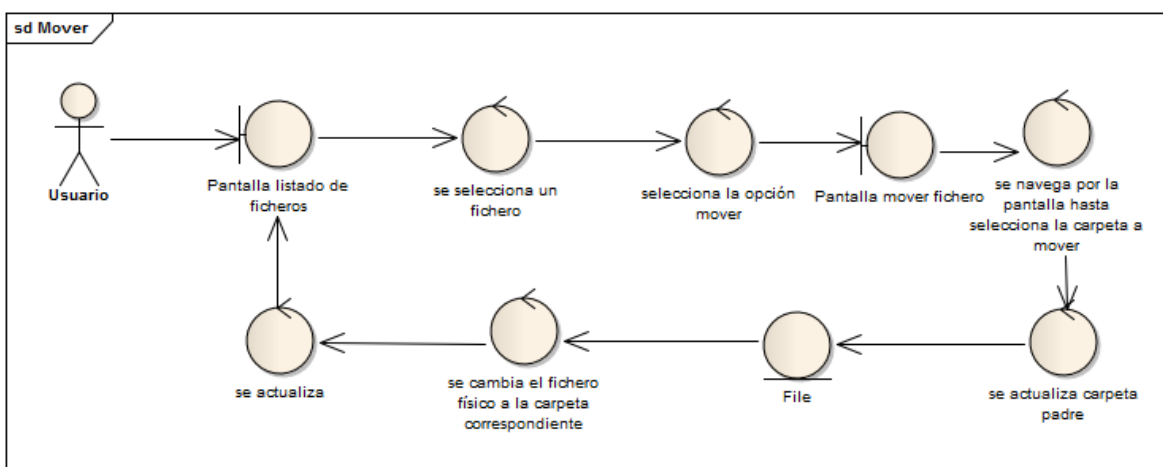 sd Mover
Usuario
Pantalla listado de
ficheros
se selecciona un
fichero
selecciona la opción
mover
Pantalla mover fichero
se navega por la
pantalla hasta
selecciona la carpeta a
mover
se actualiza
se cambia el fichero
físico a la carpeta
correspondiente
File
se actualiza carpeta
padre